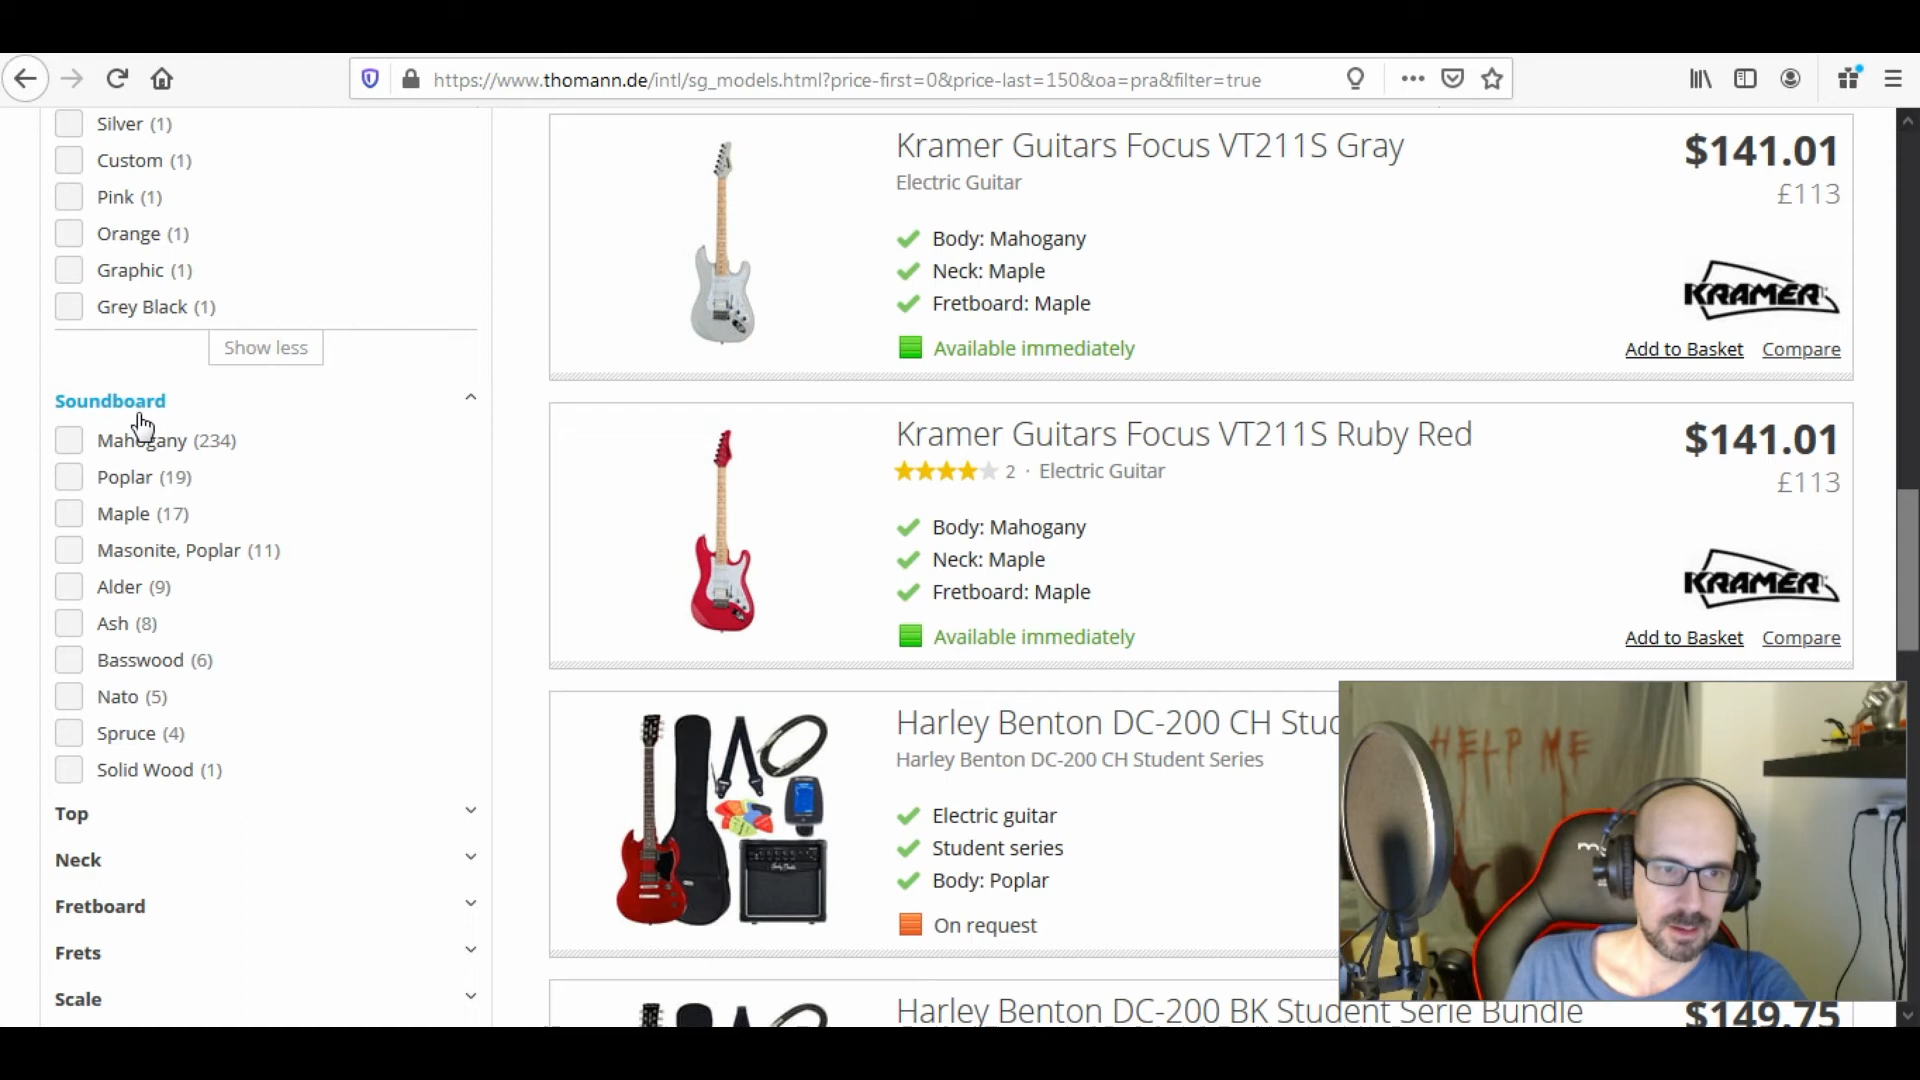 https://www.thomann.de/intl/sg_models.html?price-first=0&price-last=150&oa=pra&filter=true
Silver (1)
Custom (1)
Pink (1)
Orange (1)
Graphic (1)
Grey Black (1)
Show less
Soundboard
Mahogany (234)
Poplar (19)
Maple (17)
Masonite, Poplar (11)
Alder (9)
Ash (8)
Basswood (6)
Nato (5)
Spruce (4)
Solid Wood (1)
Top
Neck
Fretboard
Frets
Scale
Kramer Guitars Focus VT211S Gray
Electric Guitar
Body: Mahogany
Neck: Maple
Fretboard: Maple
Available immediately
$141.01
£113
KRAMER
Add to Basket Compare
Kramer Guitars Focus VT211S Ruby Red
2 · Electric Guitar
Body: Mahogany
Neck: Maple
Fretboard: Maple
Available immediately
$141.01
£113
KRAMER
Add to Basket Compare
Harley Benton DC-200 CH Stud
Harley Benton DC-200 CH Student Series
Electric guitar
Student series
Body: Poplar
On request
HELP ME
Harley Benton DC-200 BK Student Serie Bundle
$149.75